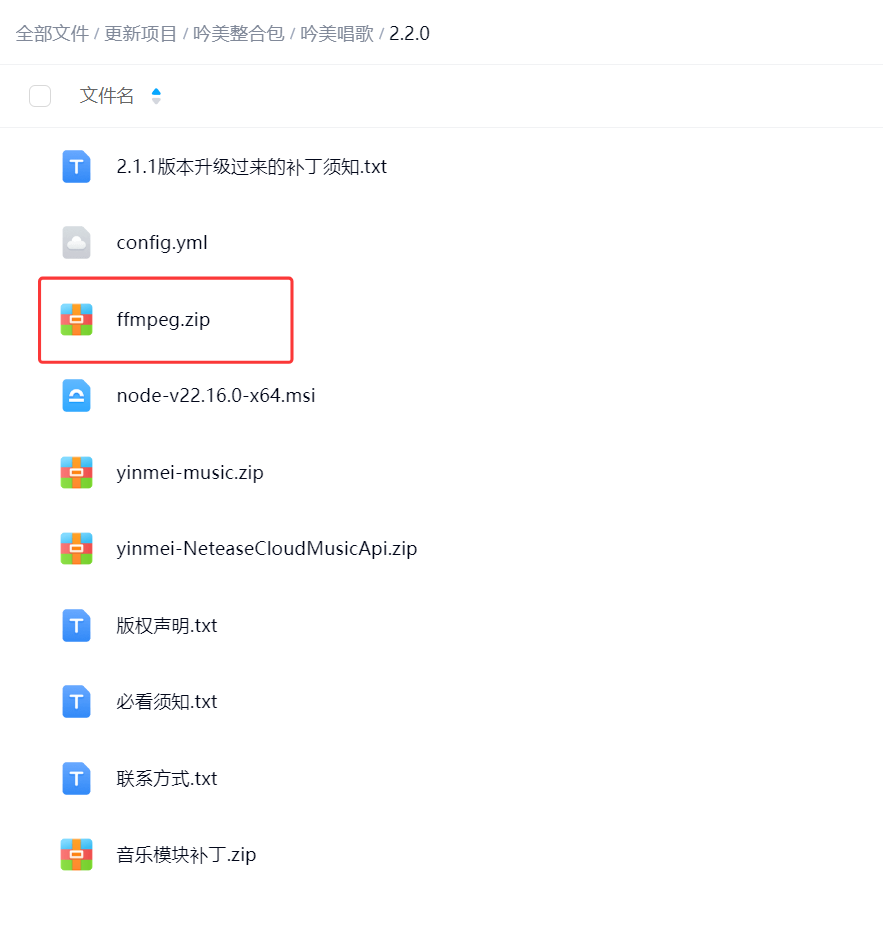 全部文件 / 更新项目 / 吟美整合包 / 吟美唱歌 / 2.2.0
文件名
2.1.1版本升级过来的补丁须知.txt
config.yml
ffmpeg.zip
node-v22.16.0-x64.msi
yinmei-music.zip
yinmei-NeteaseCloudMusicApi.zip
版权声明.txt
必看须知.txt
联系方式.txt
音乐模块补丁.zip